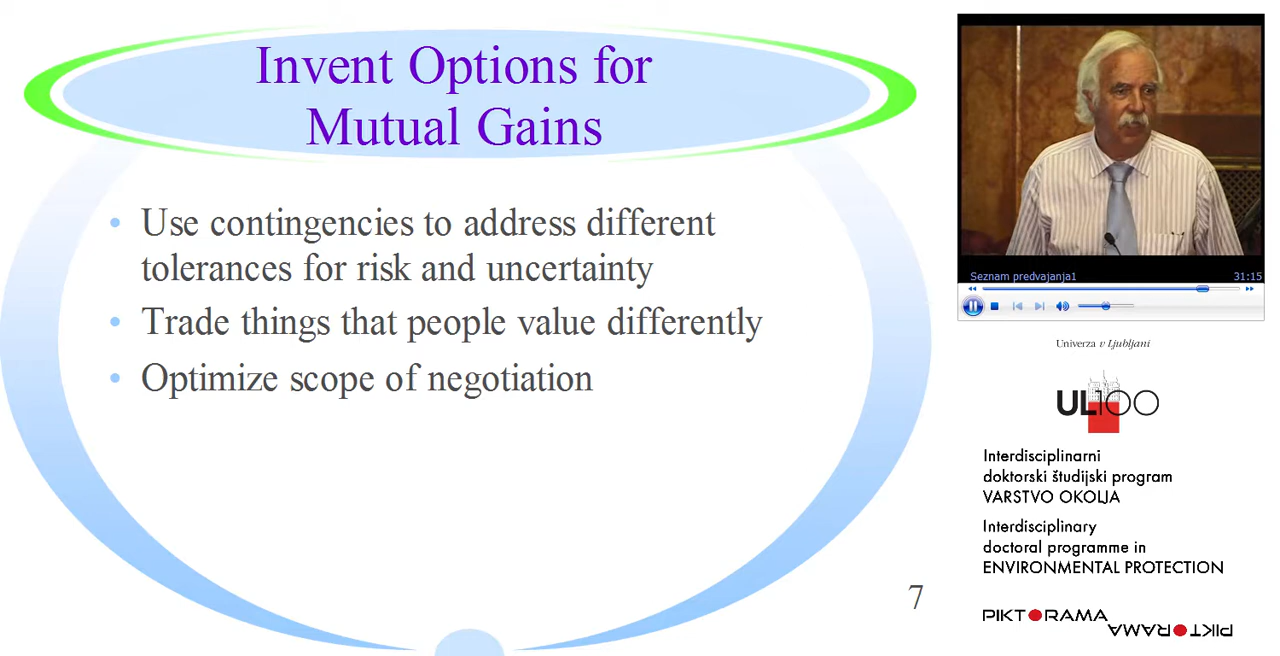 Invent Options for
Mutual Gains
Use contingencies to address different
tolerances for risk and uncertainty
Trade things that people value differently
Optimize scope of negotiation
7
Seznam predvajanja1
31:15
Univerza v Ljubljani
UL100
Interdisciplinarni
doktorski študijski program
VARSTVO OKOLJA
Interdisciplinary
doctoral programme in
ENVIRONMENTAL PROTECTION
PIKTORAMA
PIKTORAMA